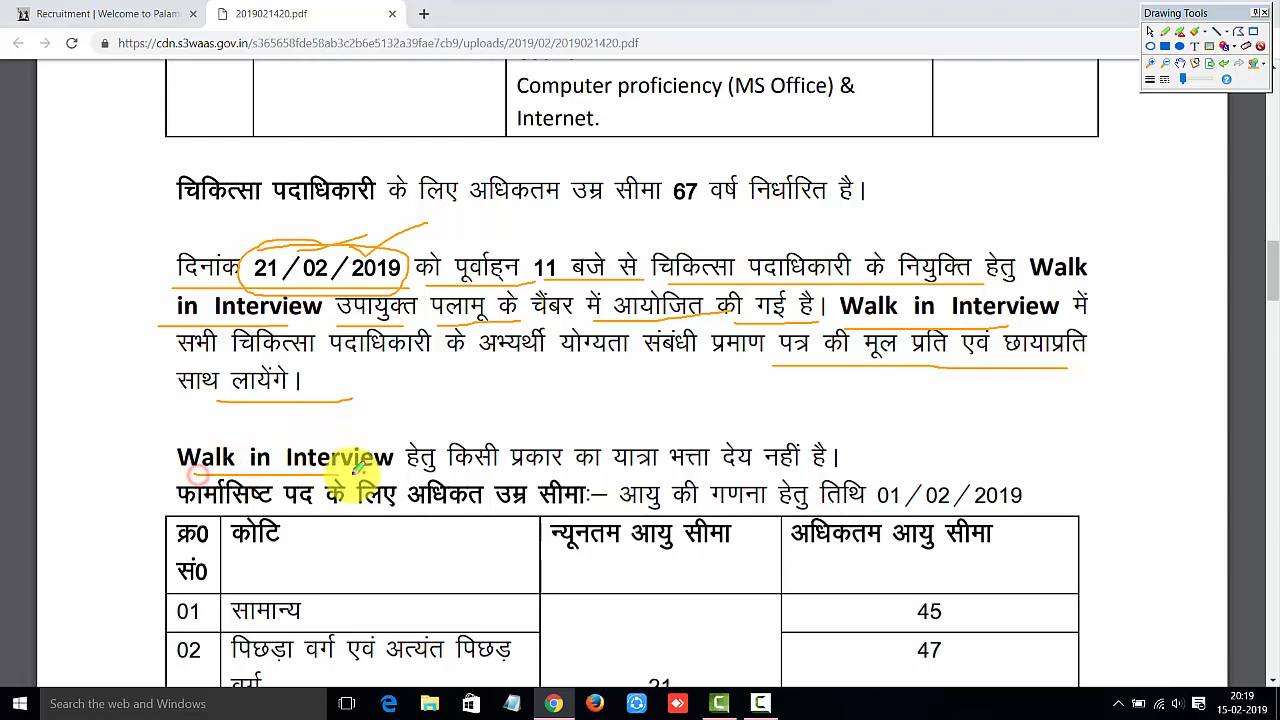 Recruitment | Welcome to Palam
2019021420.pdf
Drawing Tools
https://cdn.s3waas.gov.in/s365658fde58ab3c2b6e5132a39fae7cb9/uploads/2019/02/2019021420.pdf
Computer proficiency (MS Office) &
Internet.
चिकित्सा पदाधिकारी के लिए अधिकतम उम्र सीमा 67 वर्ष निर्धारित है।
दिनांक 21/02/2019 को पूर्वाह्न 11 बजे से चिकित्सा पदाधिकारी के नियुक्ति हेतु Walk
in Interview उपायुक्त पलामू के चैंबर में आयोजित की गई है। Walk in Interview में
सभी चिकित्सा पदाधिकारी के अभ्यर्थी योग्यता संबंधी प्रमाण पत्र की मूल प्रति एवं छायाप्रति
साथ लायेंगे।
Walk in Interview हेतु किसी प्रकार का यात्रा भत्ता देय नहीं है।
फार्मासिष्ट पद के लिए अधिकत उम्र सीमाः– आयु की गणना हेतु तिथि 01/02/2019
क्र0 कोटि न्यूनतम आयु सीमा अधिकतम आयु सीमा
सं0
01 सामान्य 45
02 पिछड़ा वर्ग एवं अत्यंत पिछड़ 47
Search the web and Windows
20:19
15-02-2019